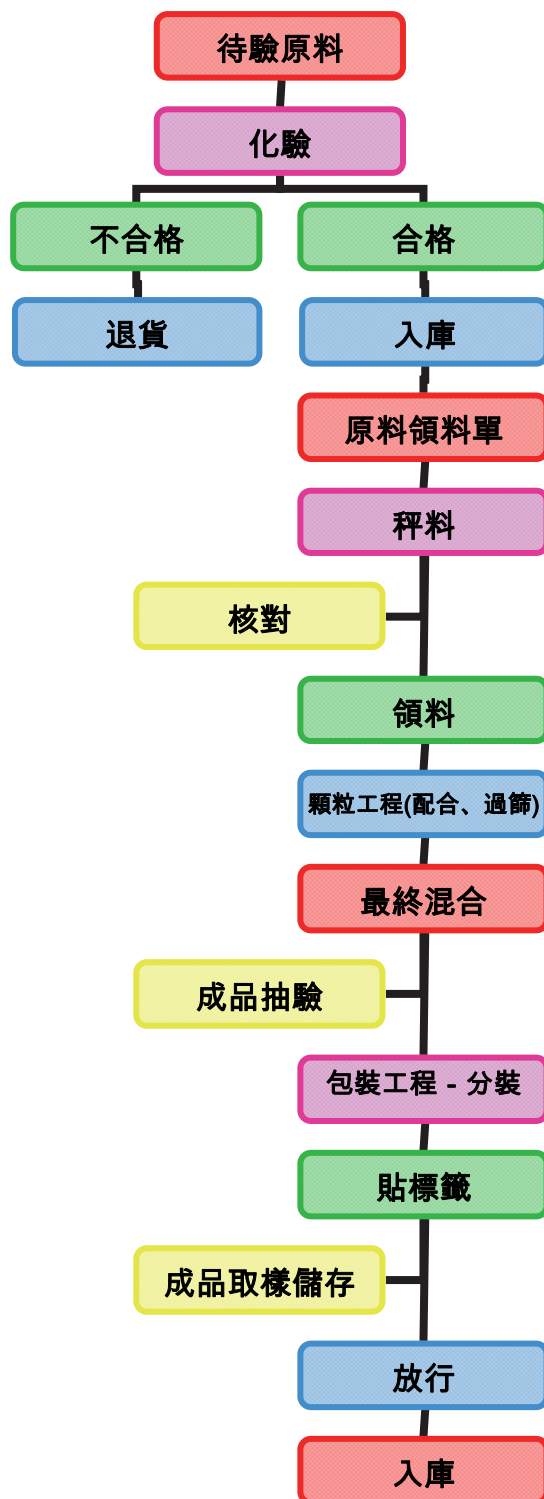 待驗原料
化驗
不合格
合格
退貨
入庫
原料領料單
秤料
核對
領料
顆粒工程(配合、過篩)
最終混合
成品抽驗
包裝工程 - 分裝
貼標籤
成品取樣儲存
放行
入庫